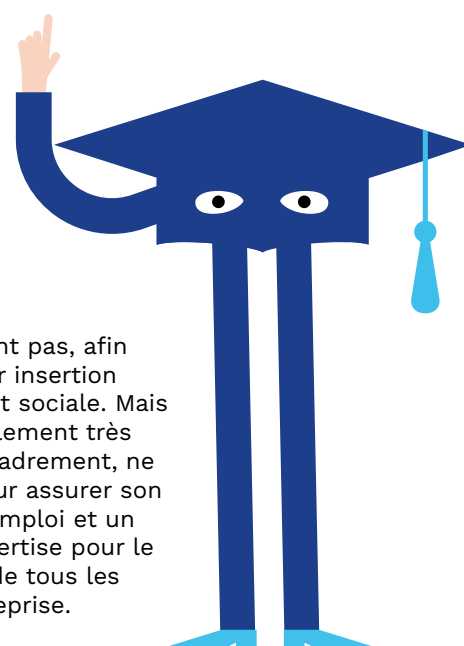 nt pas, afin
r insertion
t sociale. Mais
lement très
adrement, ne
ur assurer son
mploi et un
ertise pour le
de tous les
eprise.